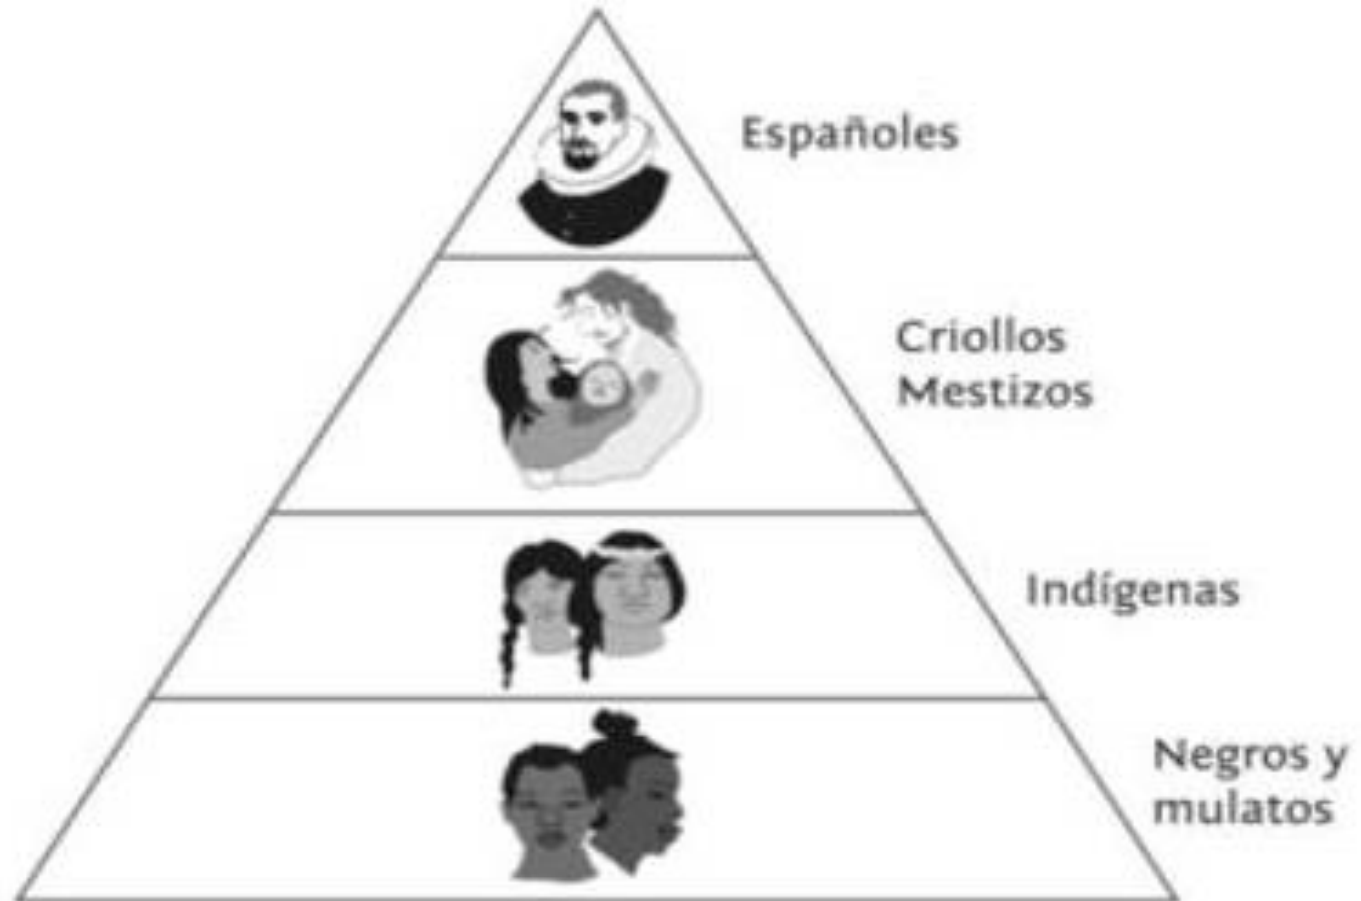 Españoles
Criollos
Mestizos
Indígenas
Negros y
mulatos